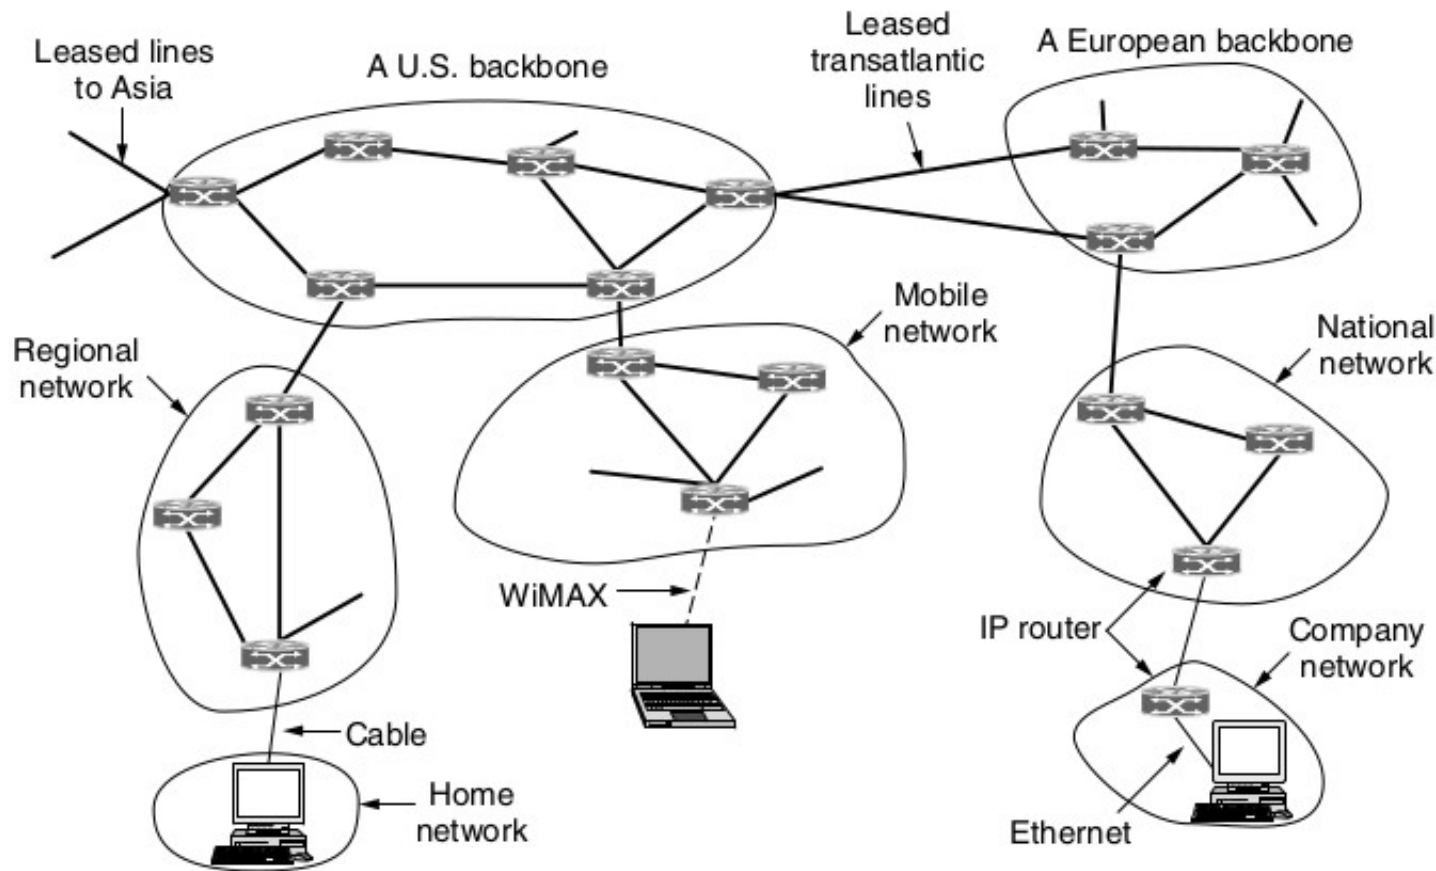 Leased lines
to Asia
A U.S. backbone
Leased
transatlantic
lines
A European backbone
Regional
network
Mobile
network
National
network
WiMAX
IP router
Company
network
Cable
Home
network
Ethernet